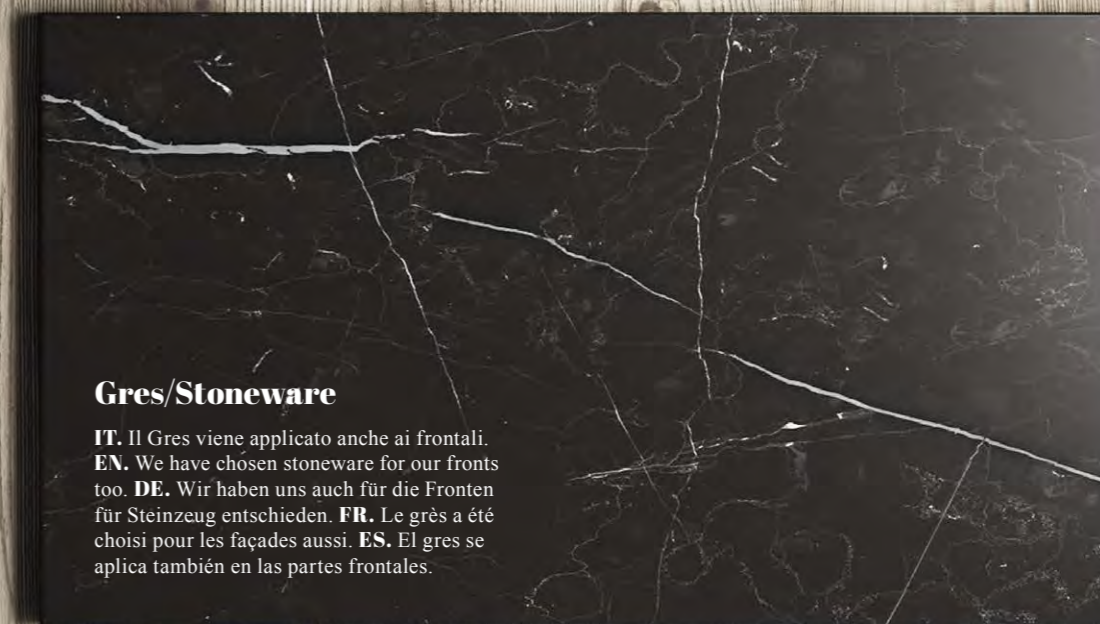 Gres/Stoneware
IT. Il Gres viene applicato anche ai frontali.
EN. We have chosen stoneware for our fronts
too. DE. Wir haben uns auch für die Fronten
für Steinzeug entschieden. FR. Le grès a été
choisi pour les façades aussi. ES. El gres se
aplica también en las partes frontales.